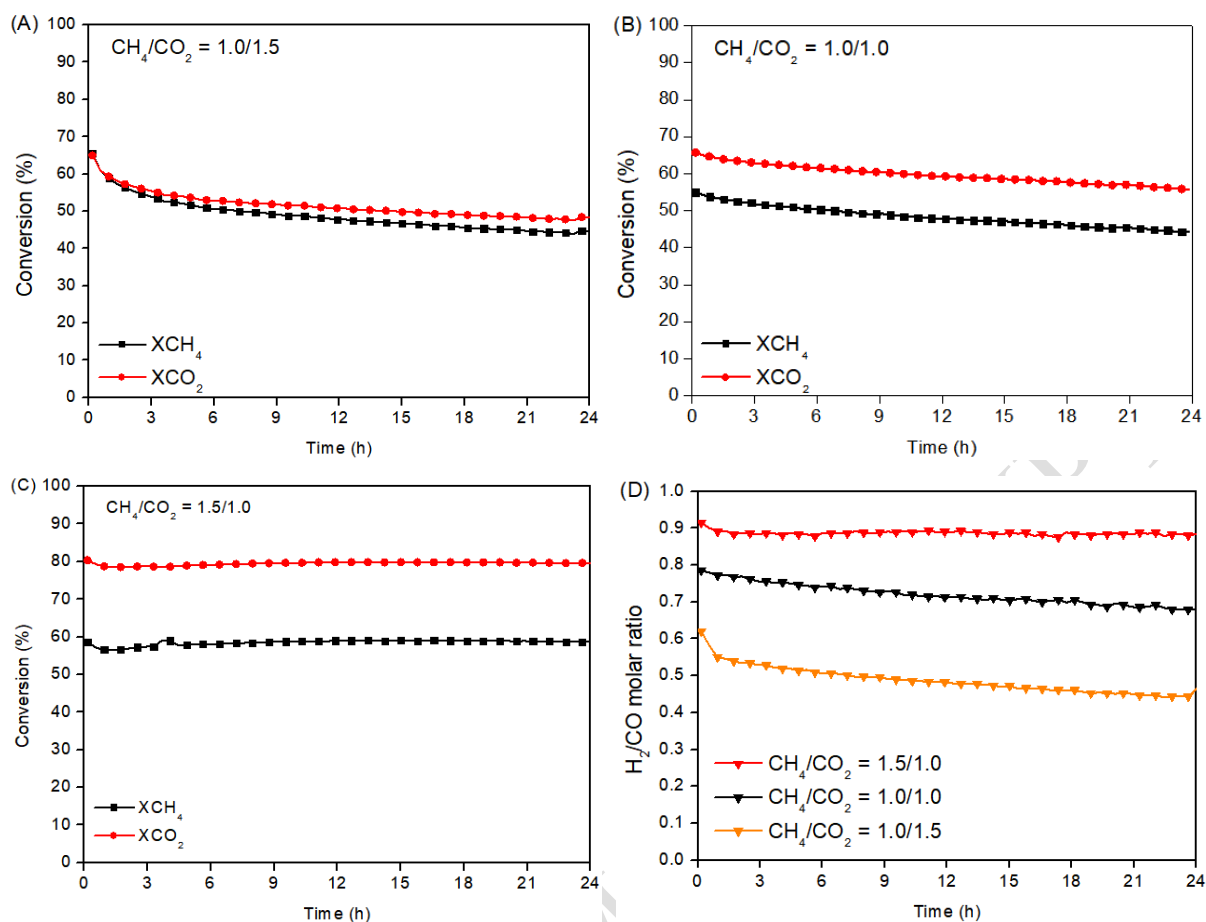 (A)
CH₄/CO₂ = 1.0/1.5
Conversion (%)
100
90
80
70
60
50
40
30
20
10
0
XCH₄
XCO₂
0 3 6 9 12 15 18 21 24
Time (h)
(B)
CH₄/CO₂ = 1.0/1.0
Conversion (%)
100
90
80
70
60
50
40
30
20
10
0
XCH₄
XCO₂
0 3 6 9 12 15 18 21 24
Time (h)
(C)
CH₄/CO₂ = 1.5/1.0
Conversion (%)
100
90
80
70
60
50
40
30
20
10
0
XCH₄
XCO₂
0 3 6 9 12 15 18 21 24
Time (h)
(D)
H₂/CO molar ratio
1.0
0.9
0.8
0.7
0.6
0.5
0.4
0.3
0.2
0.1
0.0
CH₄/CO₂ = 1.5/1.0
CH₄/CO₂ = 1.0/1.0
CH₄/CO₂ = 1.0/1.5
0 3 6 9 12 15 18 21 24
Time (h)